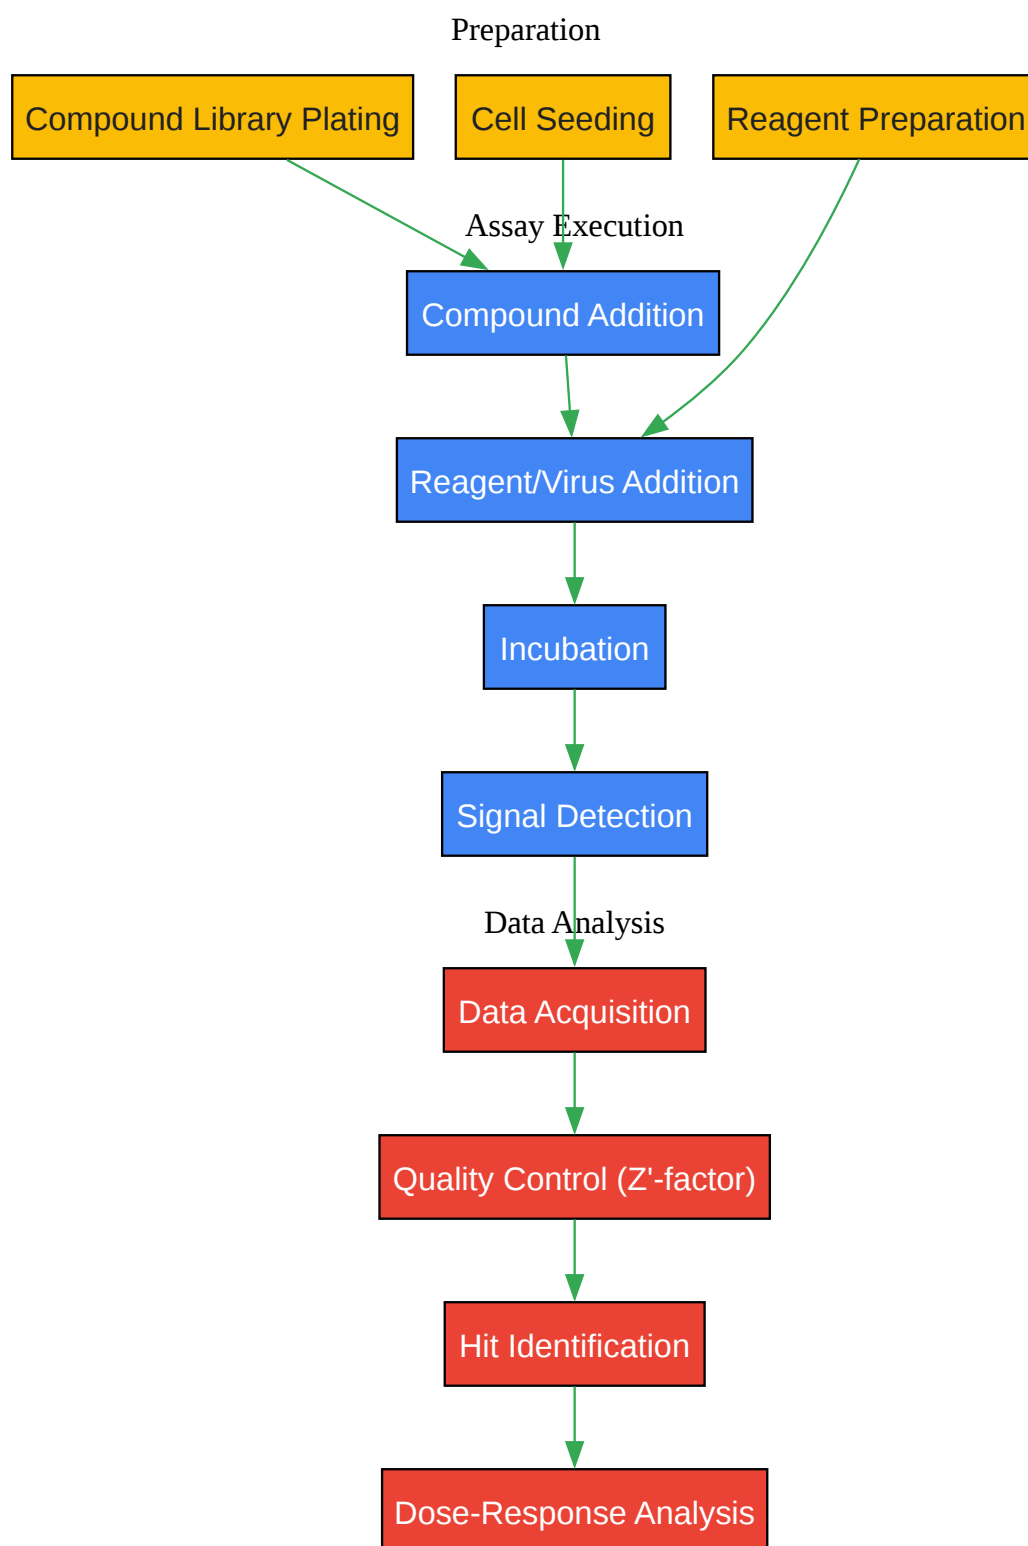 Preparation
Compound Library Plating
Cell Seeding
Reagent Preparation
Assay Execution
Compound Addition
Reagent/Virus Addition
Incubation
Signal Detection
Data Analysis
Data Acquisition
Quality Control (Z'-factor)
Hit Identification
Dose-Response Analysis